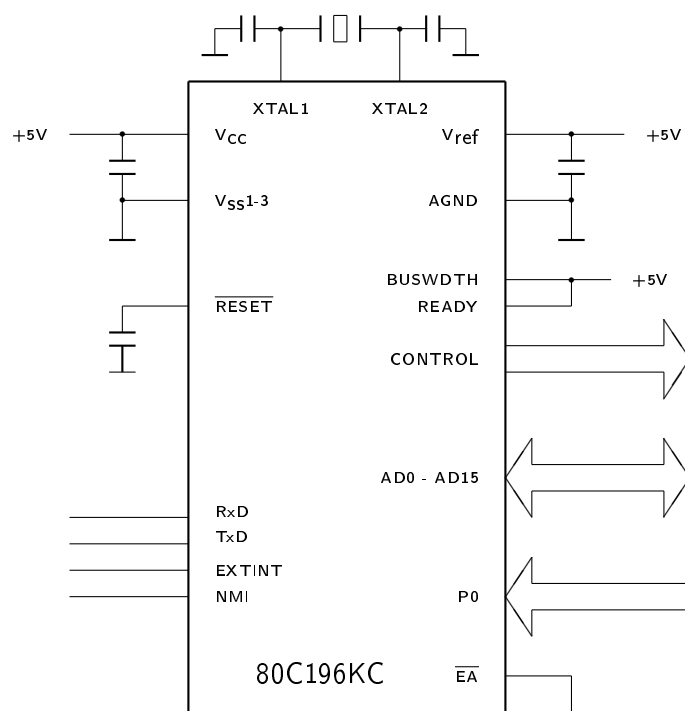 XTAL1 XTAL2
+5V VCC Vref +5V
VSS1-3 AGND
BUSWDTH +5V
RESET READY
CONTROL
AD0 - AD15
RxD
TxD
EXTINT
NMI P0
80C196KC EA